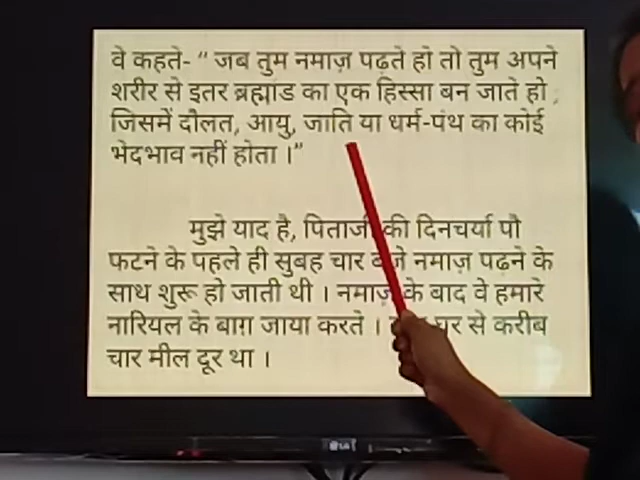 वे कहते- “ जब तुम नमाज़ पढ़ते हो तो तुम अपने
शरीर से इतर ब्रह्मांड का एक हिस्सा बन जाते हो ;
जिसमें दौलत, आयु, जाति या धर्म-पंथ का कोई
भेदभाव नहीं होता ।”
मुझे याद है, पिताजी की दिनचर्या पौ
फटने के पहले ही सुबह चार नमाज़ पढ़ने के
साथ शुरू हो जाती थी । नमाज़ के बाद वे हमारे
नारियल के बाग़ जाया करते । घर से करीब
चार मील दूर था ।